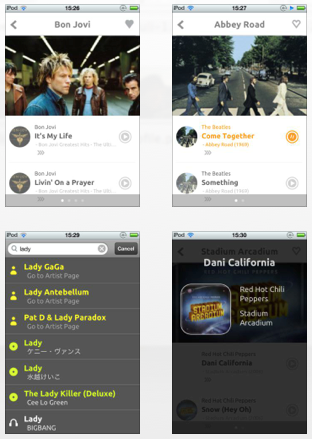 iPod 15:26
Bon Jovi
Bon Jovi
It's My Life
- Bon Jovi Greatest Hits - The Ul
Bon Jovi
Livin' On a Prayer
- Bon Jovi Greatest Hits - The Ul
iPod 15:27
Abbey Road
The Beatles
Come Together
- Abbey Road (1969)
The Beatles
Something
- Abbey Road (1969)
iPod 15:29
lady
Cancel
Lady GaGa
Go to Artist Page
Lady Antebellum
Go to Artist Page
Pat D & Lady Paradox
Go to Artist Page
Lady
ケニー・ヴァンス
Lady
水越けいこ
The Lady Killer (Deluxe)
Cee Lo Green
Lady
BIGBANG
iPod 15:30
Stadium Arcadium
Dani California
Red Hot Chili
Peppers
Stadium
Arcadium
Red Hot Chili Peppers
Dani California
Red Hot Chili Peppers
Snow (Hey Oh)